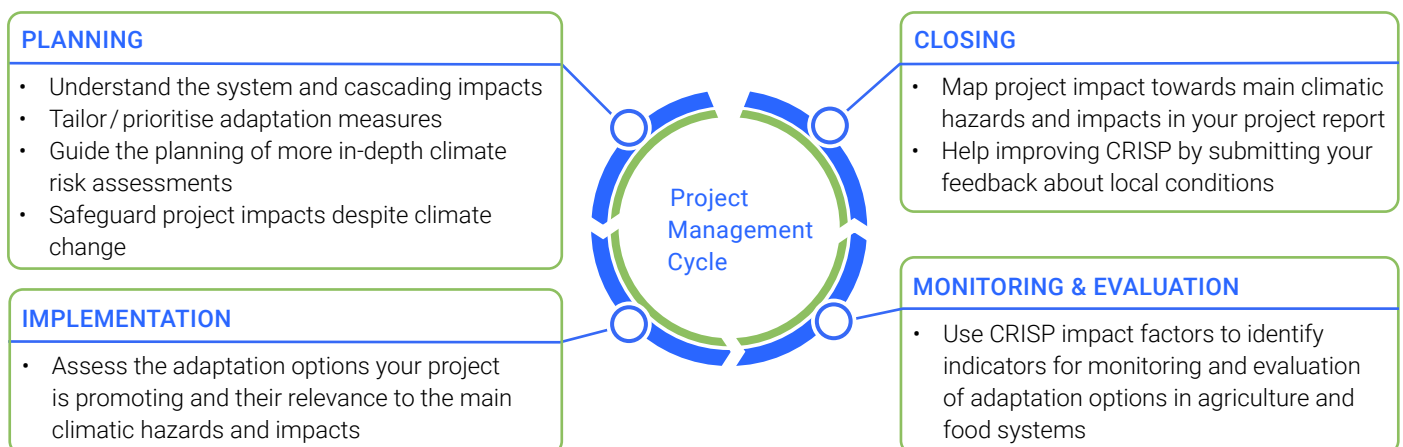 PLANNING
• Understand the system and cascading impacts
• Tailor / prioritise adaptation measures
• Guide the planning of more in-depth climate
risk assessments
• Safeguard project impacts despite climate
change
IMPLEMENTATION
• Assess the adaptation options your project
is promoting and their relevance to the main
climatic hazards and impacts
Project
Management
Cycle
CLOSING
• Map project impact towards main climatic
hazards and impacts in your project report
• Help improving CRISP by submitting your
feedback about local conditions
MONITORING & EVALUATION
• Use CRISP impact factors to identify
indicators for monitoring and evaluation
of adaptation options in agriculture and
food systems